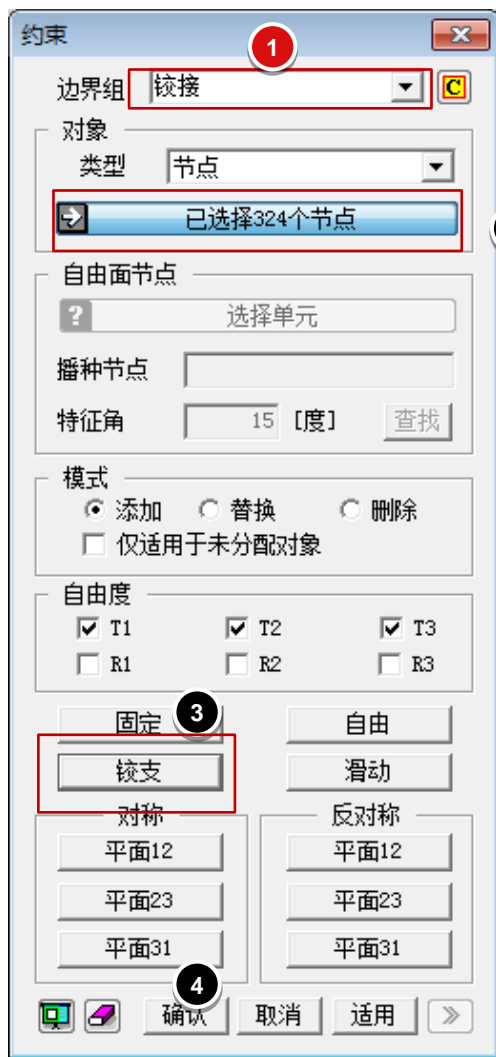 约束
1
边界组 铰接 C
对象
类型 节点
已选择324个节点
自由面节点
? 选择单元
播种节点
特征角 15 [度] 查找
模式
添加 替换 删除
仅适用于未分配对象
自由度
T1 T2 T3
R1 R2 R3
固定 3 自由
铰支 滑动
对称 反对称
平面12 平面12
平面23 平面23
平面31 平面31
4
确认 取消 适用